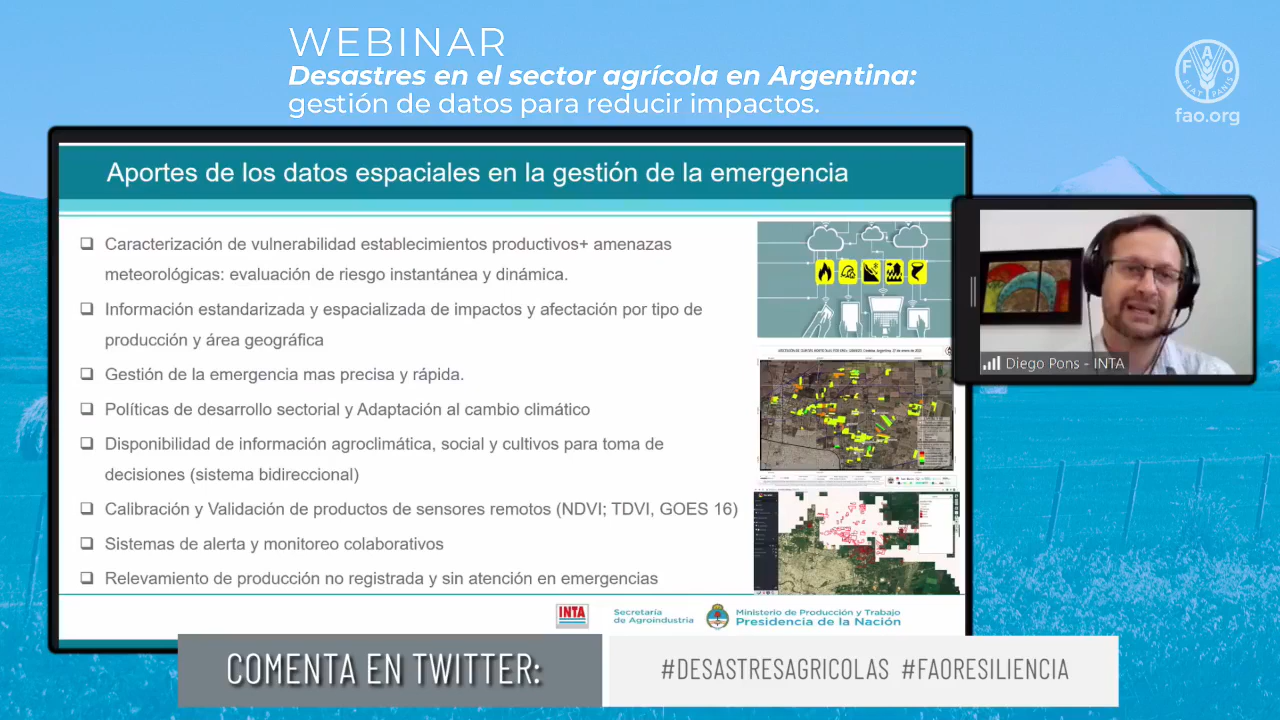 WEBINAR
Desastres en el sector agrícola en Argentina:
gestión de datos para reducir impactos.
F A O
FIAT PANIS
fao.org
Aportes de los datos espaciales en la gestión de la emergencia
Caracterización de vulnerabilidad establecimientos productivos+ amenazas
meteorológicas: evaluación de riesgo instantánea y dinámica.
Información estandarizada y espacializada de impactos y afectación por tipo de
producción y área geográfica
Gestión de la emergencia mas precisa y rápida.
Políticas de desarrollo sectorial y Adaptación al cambio climático
Disponibilidad de información agroclimática, social y cultivos para toma de
decisiones (sistema bidireccional)
Calibración y Validación de productos de sensores remotos (NDVI; TDVI, GOES 16)
Sistemas de alerta y monitoreo colaborativos
Relevamiento de producción no registrada y sin atención en emergencias
Diego Pons - INTA
INTA
Secretaría
de Agroindustria
Ministerio de Producción y Trabajo
Presidencia de la Nación
COMENTA EN TWITTER:
#DESASTRESAGRICOLAS #FAORESILIENCIA